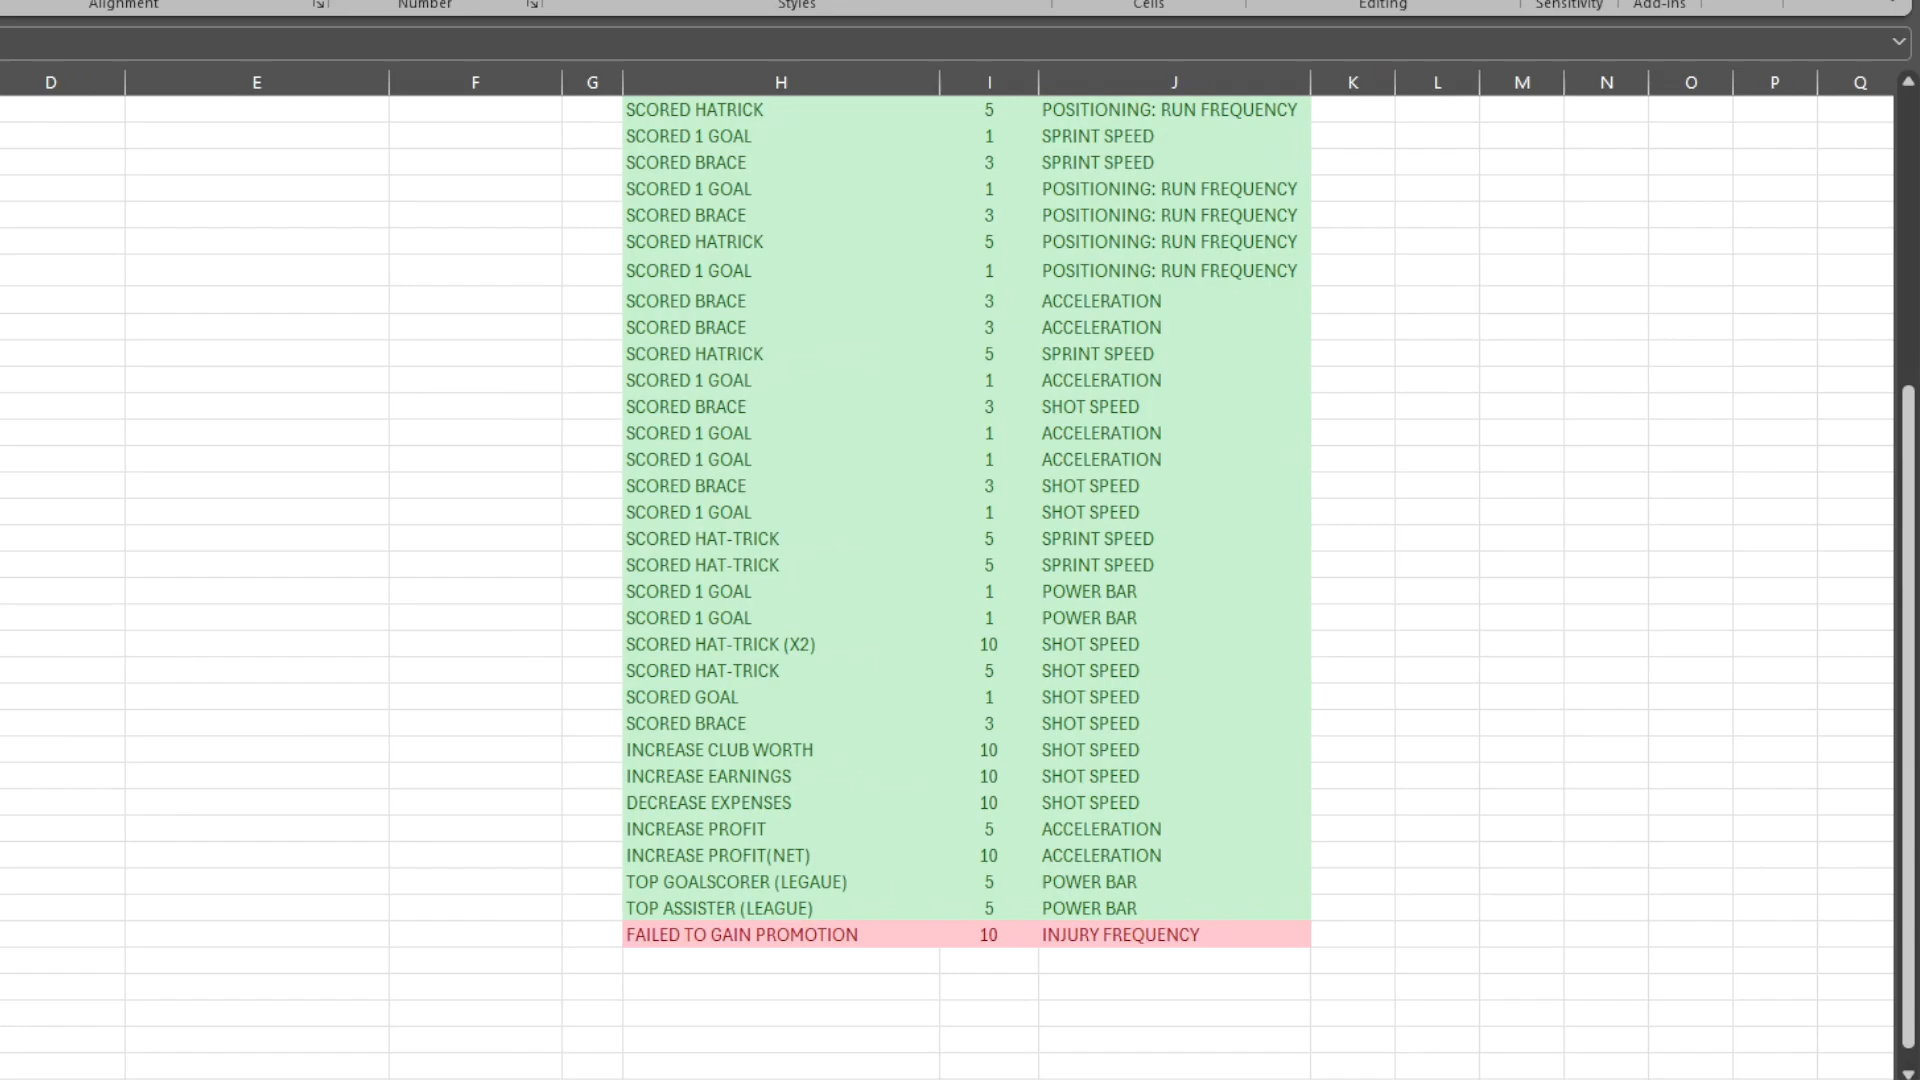 Alignment Number Styles Cells Editing Sensitivity Add-ins
D E F G H I J K L M N O P Q
SCORED HATRICK 5 POSITIONING: RUN FREQUENCY
SCORED 1 GOAL 1 SPRINT SPEED
SCORED BRACE 3 SPRINT SPEED
SCORED 1 GOAL 1 POSITIONING: RUN FREQUENCY
SCORED BRACE 3 POSITIONING: RUN FREQUENCY
SCORED HATRICK 5 POSITIONING: RUN FREQUENCY
SCORED 1 GOAL 1 POSITIONING: RUN FREQUENCY
SCORED BRACE 3 ACCELERATION
SCORED BRACE 3 ACCELERATION
SCORED HATRICK 5 SPRINT SPEED
SCORED 1 GOAL 1 ACCELERATION
SCORED BRACE 3 SHOT SPEED
SCORED 1 GOAL 1 ACCELERATION
SCORED 1 GOAL 1 ACCELERATION
SCORED BRACE 3 SHOT SPEED
SCORED 1 GOAL 1 SHOT SPEED
SCORED HAT-TRICK 5 SPRINT SPEED
SCORED HAT-TRICK 5 SPRINT SPEED
SCORED 1 GOAL 1 POWER BAR
SCORED 1 GOAL 1 POWER BAR
SCORED HAT-TRICK (X2) 10 SHOT SPEED
SCORED HAT-TRICK 5 SHOT SPEED
SCORED GOAL 1 SHOT SPEED
SCORED BRACE 3 SHOT SPEED
INCREASE CLUB WORTH 10 SHOT SPEED
INCREASE EARNINGS 10 SHOT SPEED
DECREASE EXPENSES 10 SHOT SPEED
INCREASE PROFIT 5 ACCELERATION
INCREASE PROFIT(NET) 10 ACCELERATION
TOP GOALSCORER (LEGAUE) 5 POWER BAR
TOP ASSISTER (LEAGUE) 5 POWER BAR
FAILED TO GAIN PROMOTION 10 INJURY FREQUENCY